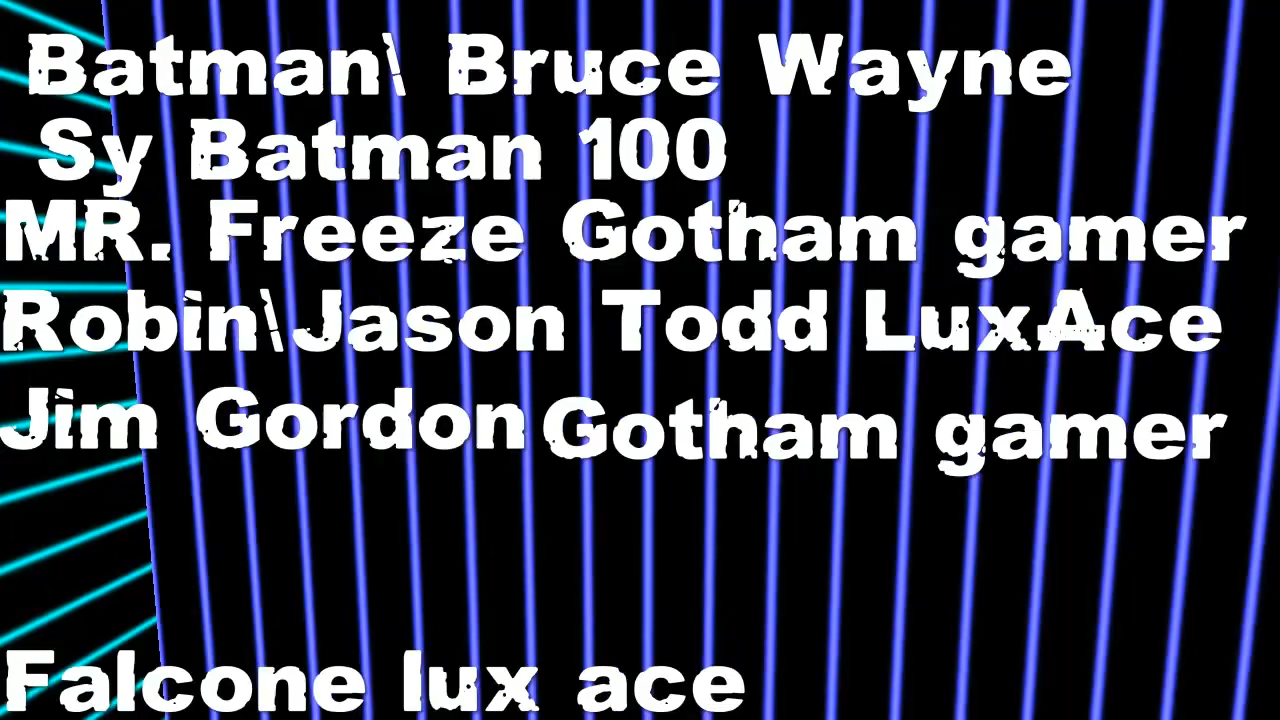 Batman\ Bruce Wayne
Sy Batman 100
MR. Freeze Gotham gamer
Robin\Jason Todd LuxAce
Jim Gordon Gotham gamer
Falcone lux ace